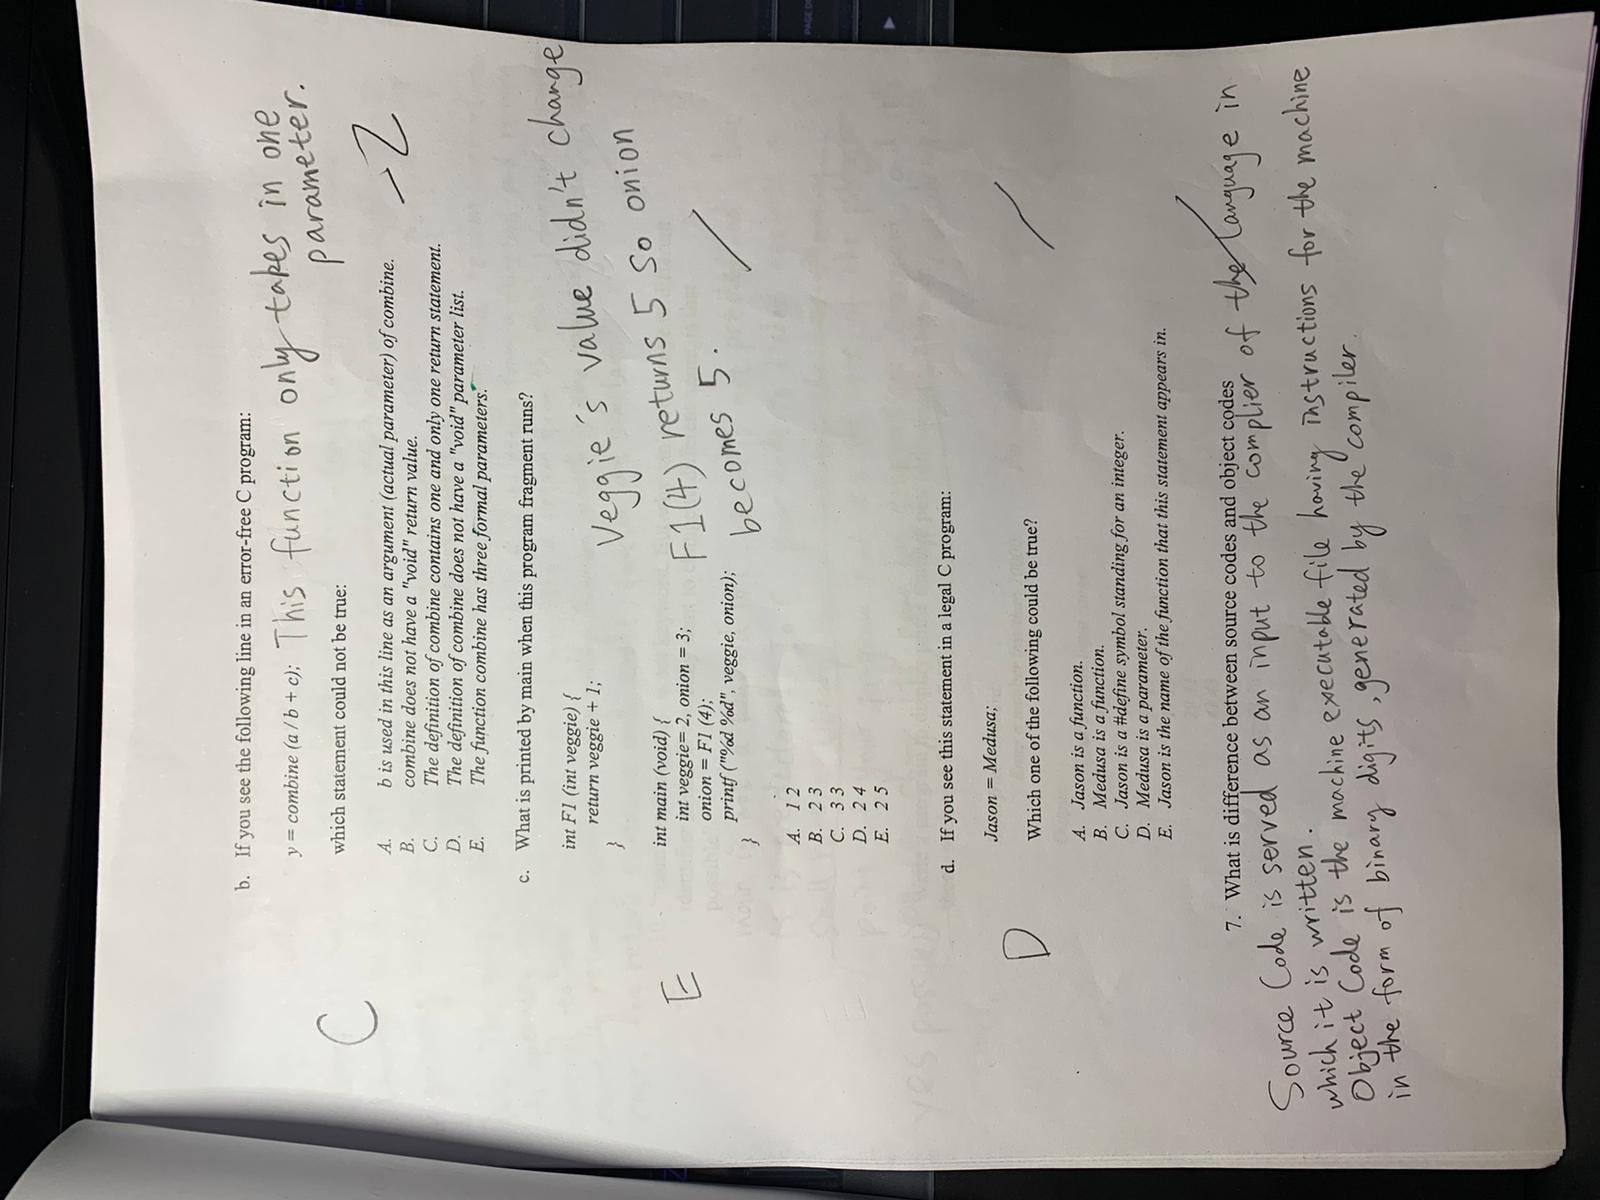 b. If you see the following line in an error-free C program:
y = combine (a / b + c); This function only takes in one
parameter.
which statement could not be true:
C
A. b is used in this line as an argument (actual parameter) of combine.
B. combine does not have a "void" return value.
C. The definition of combine contains one and only one return statement.
D. The definition of combine does not have a "void" parameter list.
E. The function combine has three formal parameters.
-2
c. What is printed by main when this program fragment runs?
int F1 (int veggie) {
return veggie + 1;
}
Veggie's value didn't change
E
int main (void) {
int veggie= 2, onion = 3;
onion = F1 (4);
printf ("%d %d", veggie, onion);
}
F1(4) returns 5 so onion
becomes 5.
A. 1 2
B. 2 3
C. 3 3
D. 2 4
E. 2 5
d. If you see this statement in a legal C program:
Jason = Medusa;
D
Which one of the following could be true?
A. Jason is a function.
B. Medusa is a function.
C. Jason is a #define symbol standing for an integer.
D. Medusa is a parameter.
E. Jason is the name of the function that this statement appears in.
7. What is difference between source codes and object codes
Source Code is served as an input to the complier of the language in
which it is written.
Object Code is the machine executable file having instructions for the machine
in the form of binary digits, generated by the compiler.